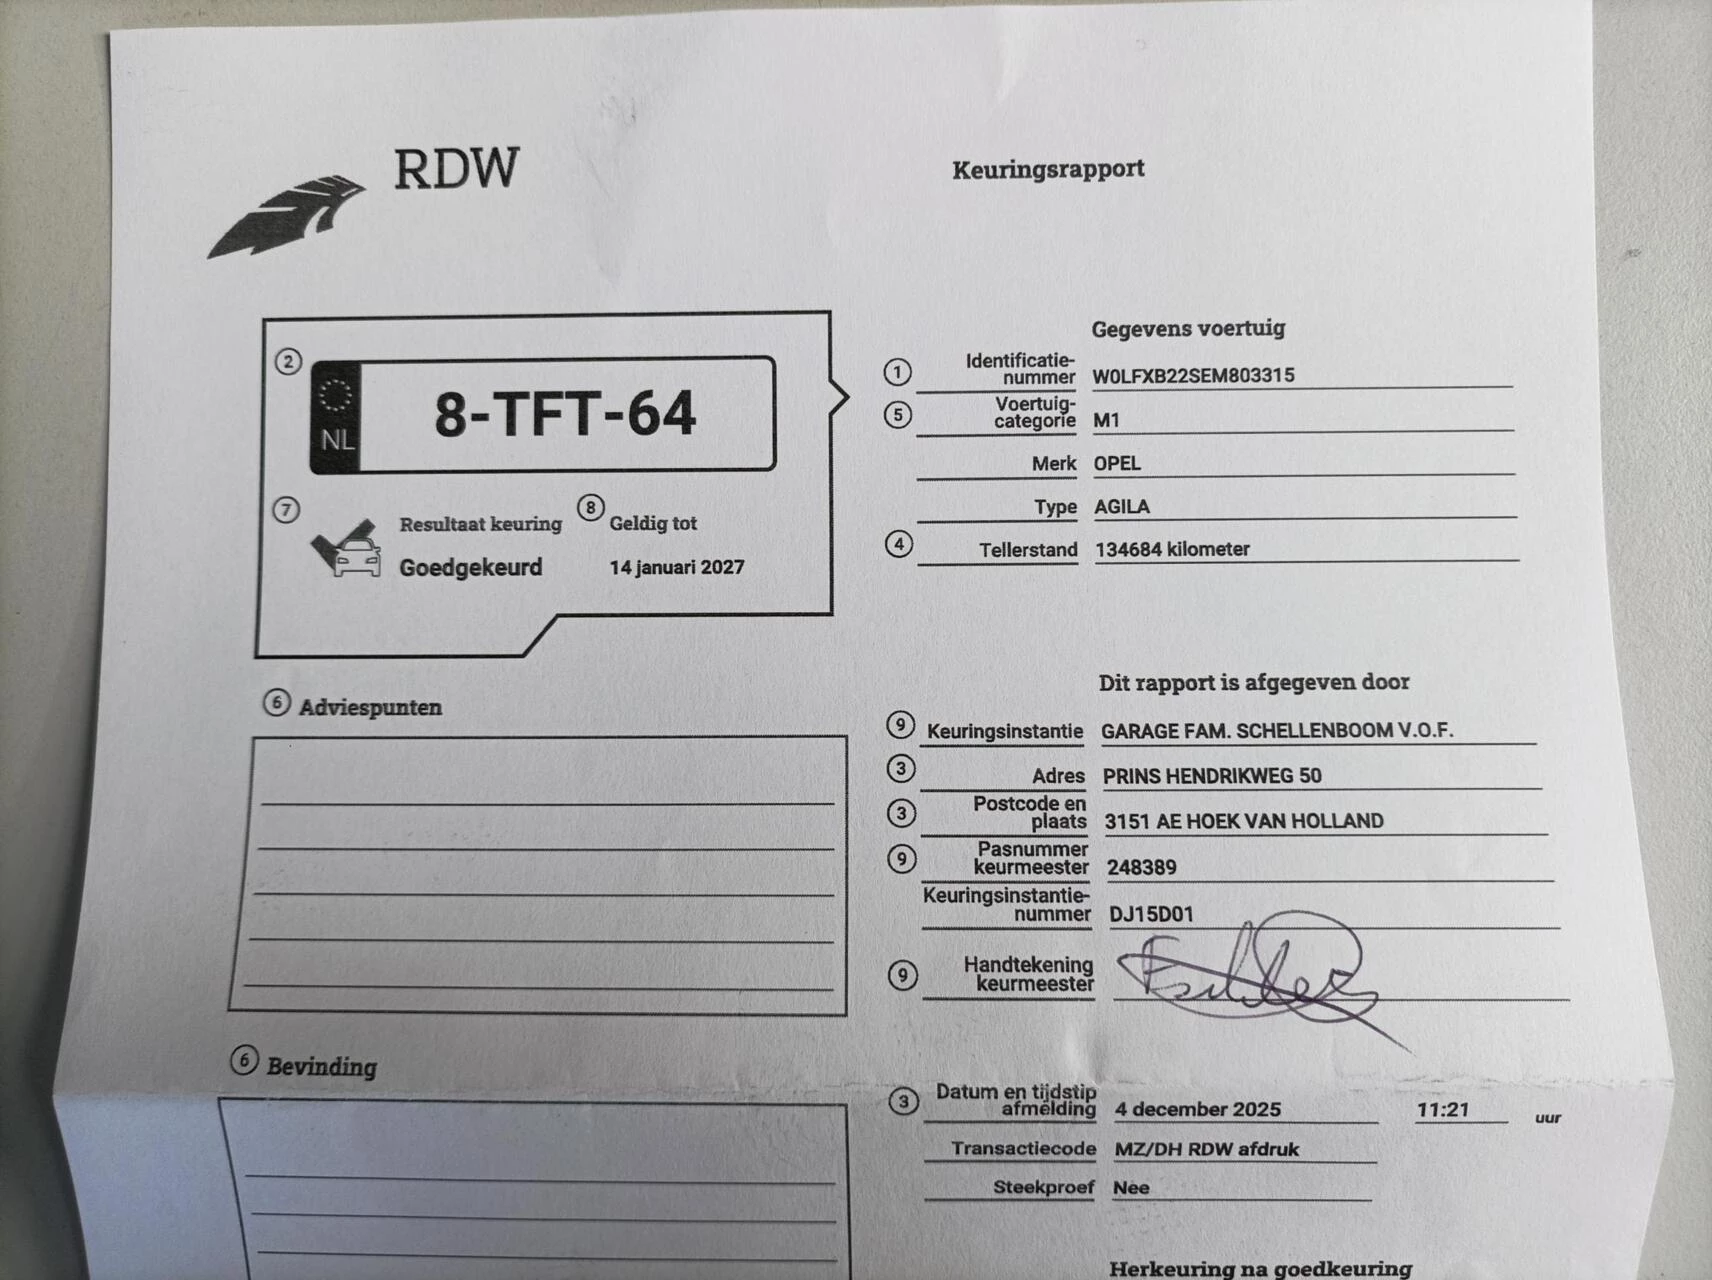 RDW
Keuringsrapport
2
NL
8-TFT-64
7
Resultaat keuring
Goedgekeurd
8
Geldig tot
14 januari 2027
Gegevens voertuig
1 Identificatie-
nummer W0LFXB22SEM803315
5 Voertuig-
categorie M1
Merk OPEL
Type AGILA
4 Tellerstand 134684 kilometer
6 Adviespunten
Dit rapport is afgegeven door
9 Keuringsinstantie GARAGE FAM. SCHELLENBOOM V.O.F.
3 Adres PRINS HENDRIKWEG 50
3 Postcode en
plaats 3151 AE HOEK VAN HOLLAND
9 Pasnummer
keurmeester 248389
Keuringsinstantie-
nummer DJ15D01
9 Handtekening
keurmeester
6 Bevinding
3 Datum en tijdstip
afmelding 4 december 2025 11:21 uur
Transactiecode MZ/DH RDW afdruk
Steekproef Nee
Herkeuring na goedkeuring